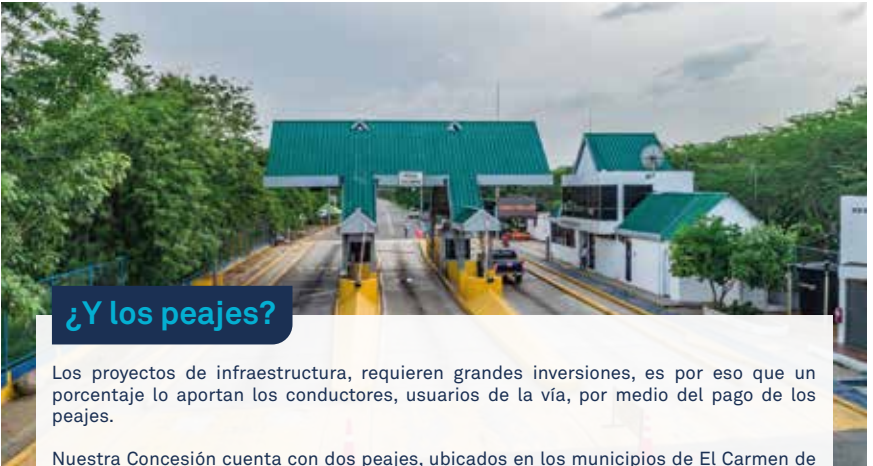 ¿Y los peajes?
Los proyectos de infraestructura, requieren grandes inversiones, es por eso que un
porcentaje lo aportan los conductores, usuarios de la vía, por medio del pago de los
peajes.
Nuestra Concesión cuenta con dos peajes, ubicados en los municipios de El Carmen de